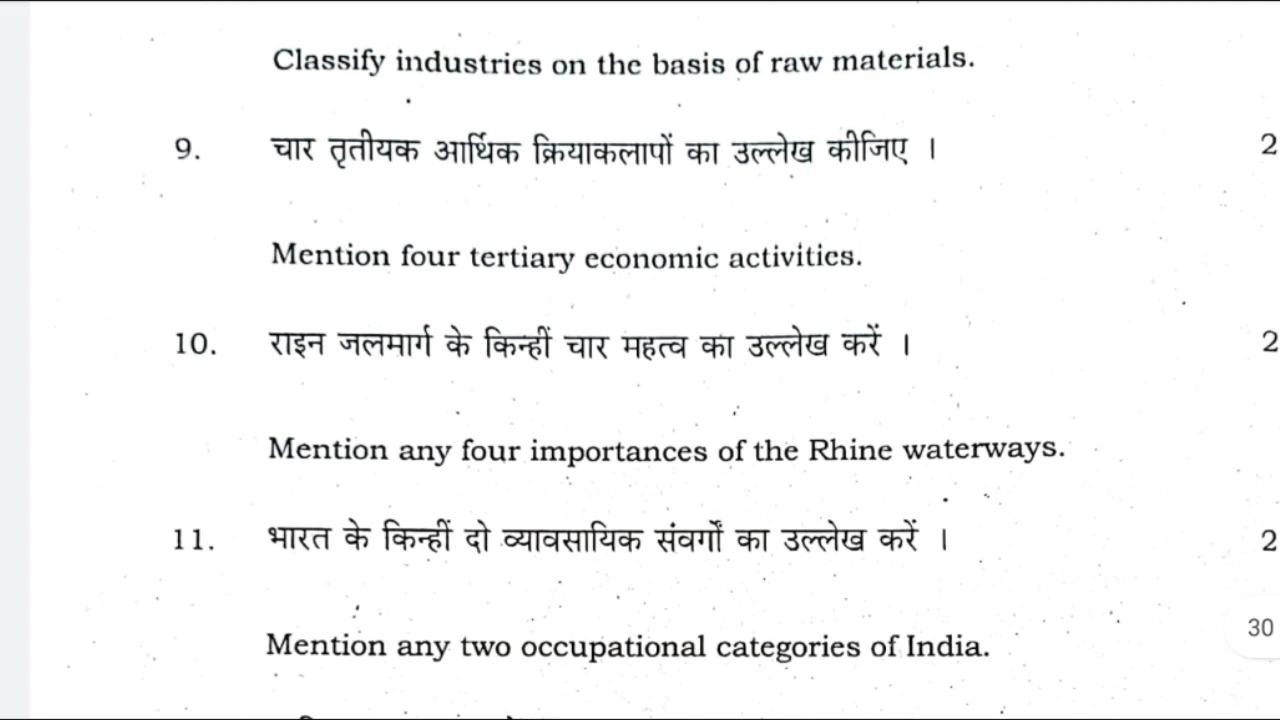 Classify industries on the basis of raw materials.
9. चार तृतीयक आर्थिक क्रियाकलापों का उल्लेख कीजिए । 2
Mention four tertiary economic activities.
10. राइन जलमार्ग के किन्हीं चार महत्व का उल्लेख करें । 2
Mention any four importances of the Rhine waterways.
11. भारत के किन्हीं दो व्यावसायिक संवर्गों का उल्लेख करें । 2
30
Mention any two occupational categories of India.